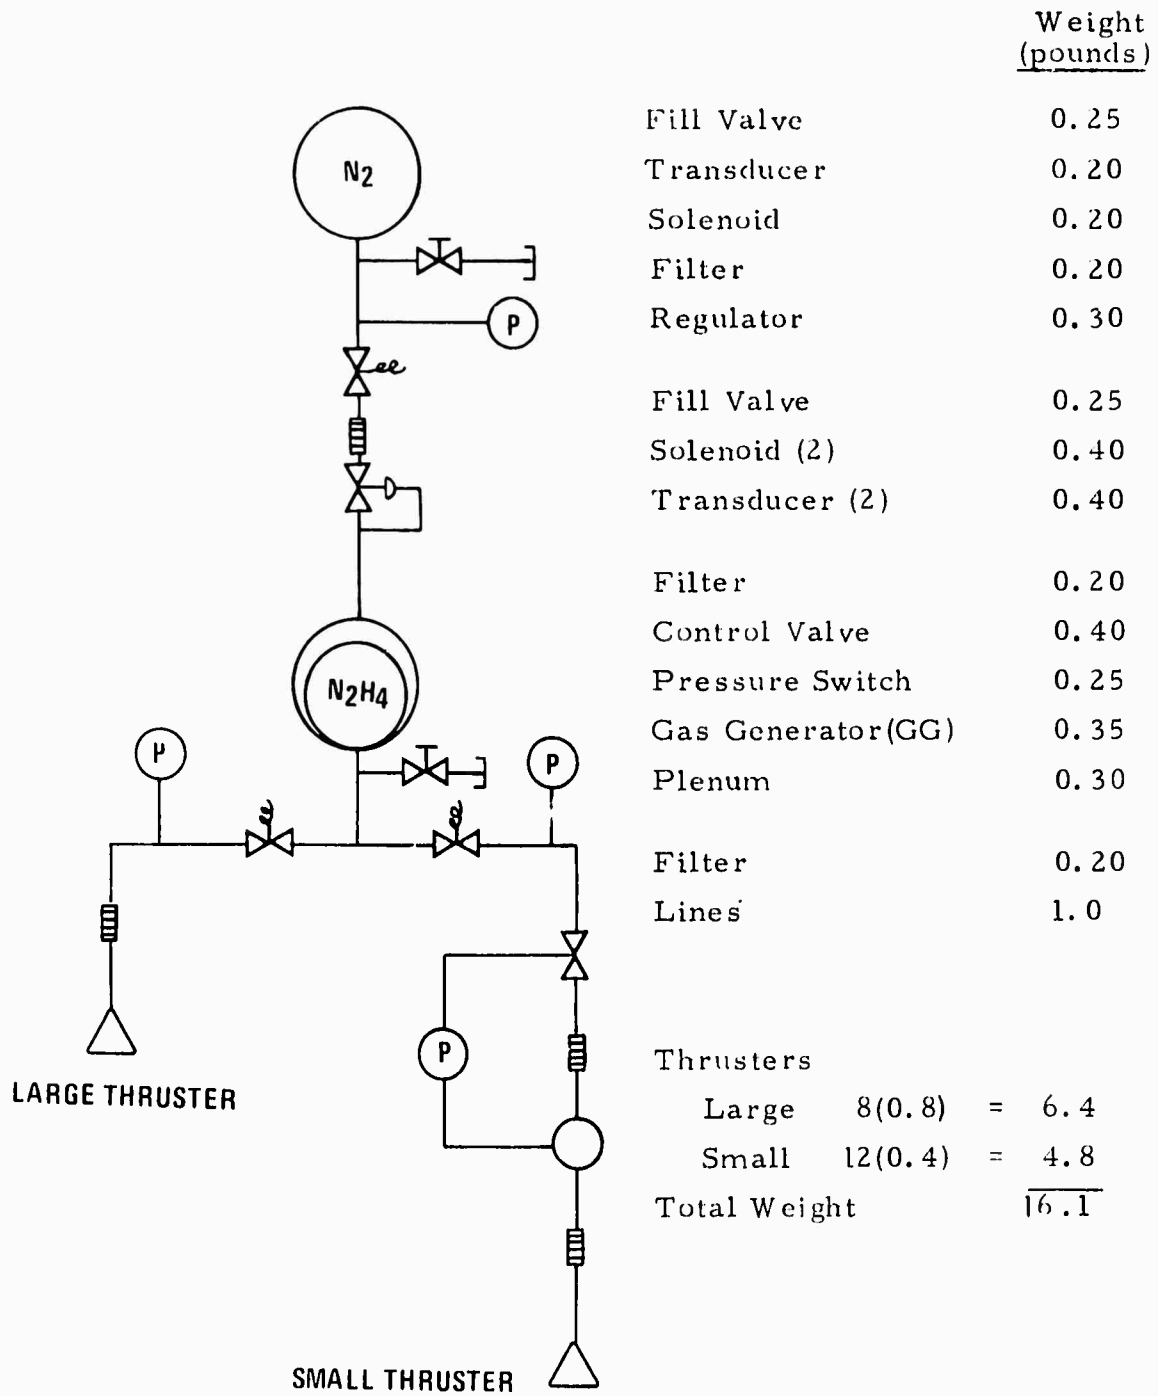 Weight
(pounds)
N2
Fill Valve 0.25
Transducer 0.20
Solenoid 0.20
Filter 0.20
P
Regulator 0.30
Fill Valve 0.25
Solenoid (2) 0.40
Transducer (2) 0.40
Filter 0.20
Control Valve 0.40
N2H4
Pressure Switch 0.25
Gas Generator(GG) 0.35
P
P
Plenum 0.30
Filter 0.20
Lines 1.0
P
Thrusters
LARGE THRUSTER
Large 8(0.8) = 6.4
Small 12(0.4) = 4.8
Total Weight 16.1
SMALL THRUSTER